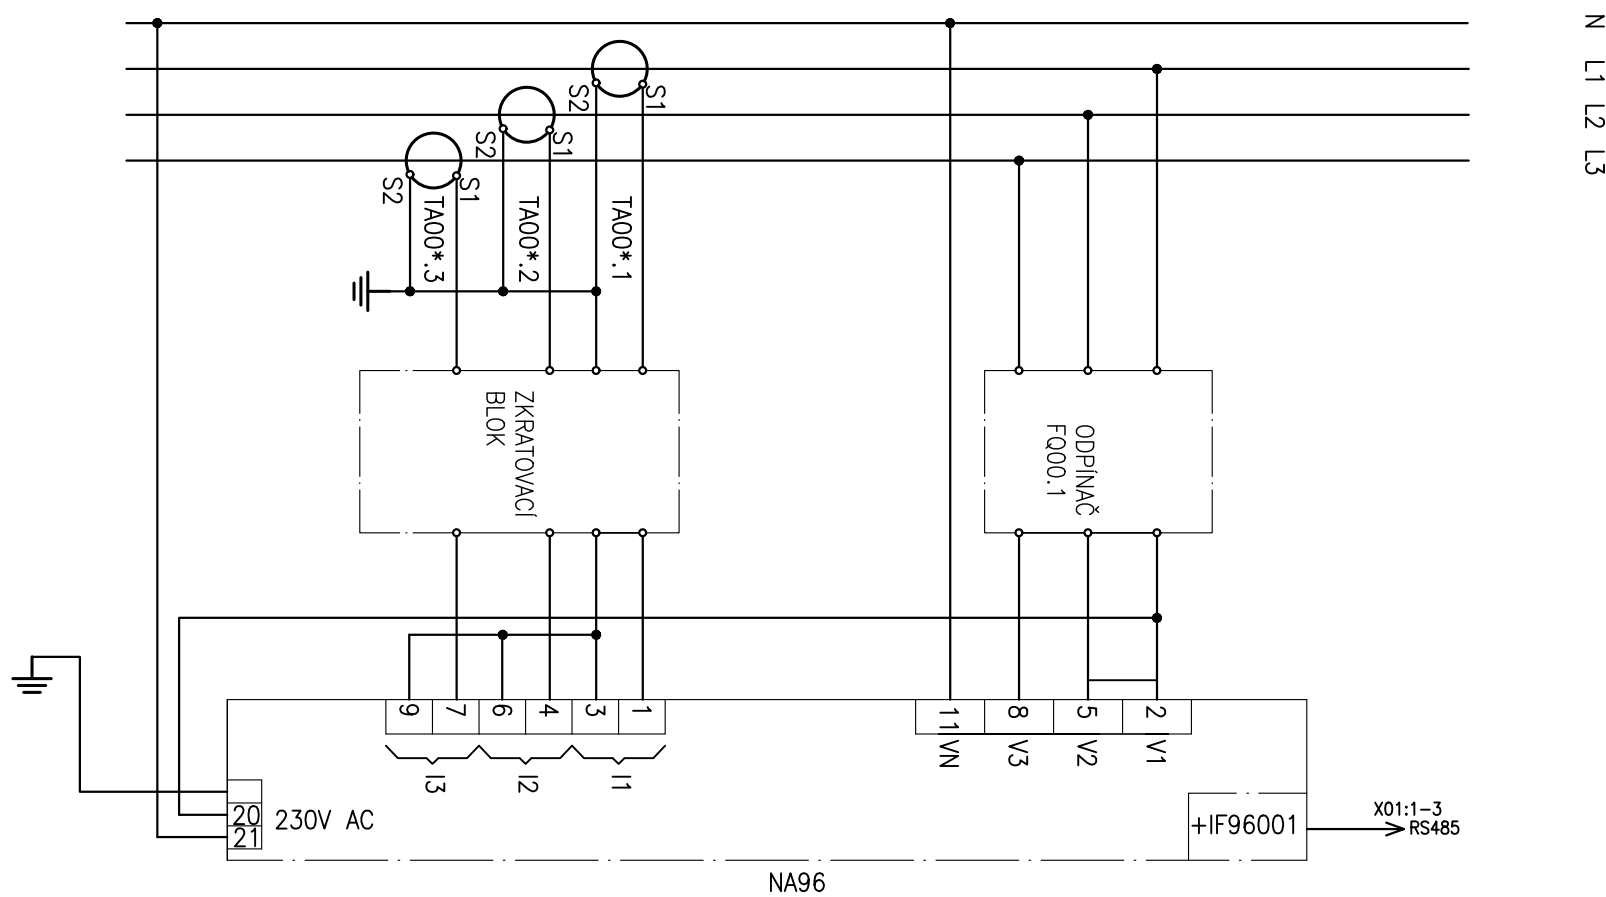 N
L1
L2
L3
S2
S1
S2
S1
S2
S1
TA00*.3
TA00*.2
TA00*.1
ZKRATOVACÍ
BLOK
ODPÍNAČ
FQ00.1
9
7
6
4
3
1
11
8
5
2
VN
V3
V2
V1
I3
I2
I1
20
21
230V AC
+IF96001
X01:1-3
RS485
NA96